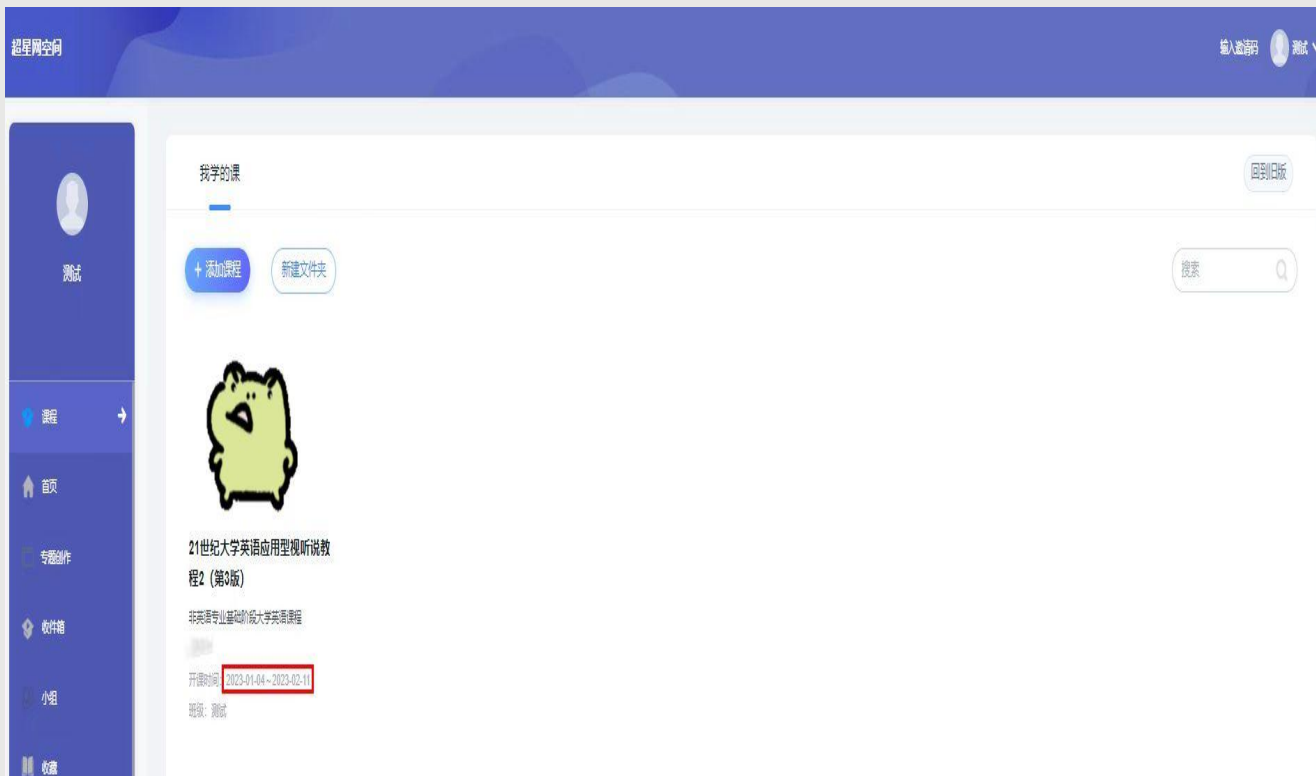 超星网空间
输入邀请码
测试
测试
课程
首页
专题创作
收件箱
小组
收藏
我学的课
回到旧版
+ 添加课程
新建文件夹
搜索
21世纪大学英语应用型视听说教
程2（第3版）
非英语专业基础阶段大学英语课程
开课时间: 2023-01-04～2023-02-11
班级：测试